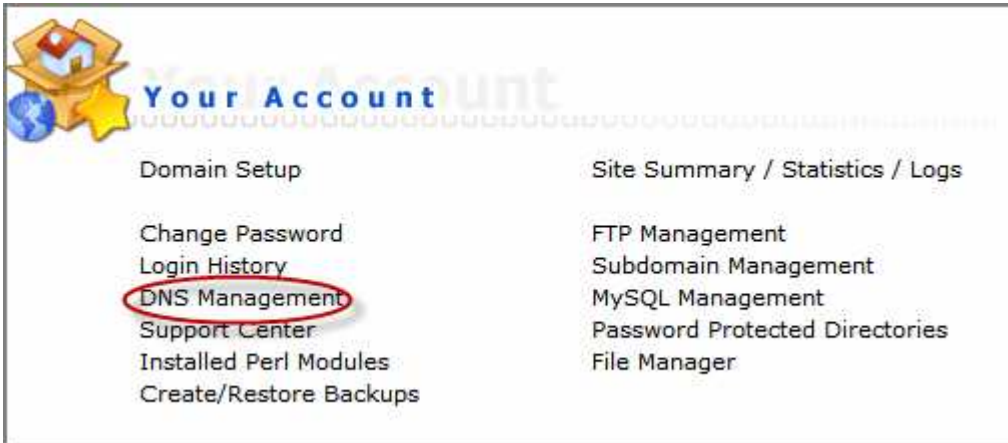 Your Account
Domain Setup
Site Summary / Statistics / Logs
Change Password
Login History
DNS Management
Support Center
Installed Perl Modules
Create/Restore Backups
FTP Management
Subdomain Management
MySQL Management
Password Protected Directories
File Manager